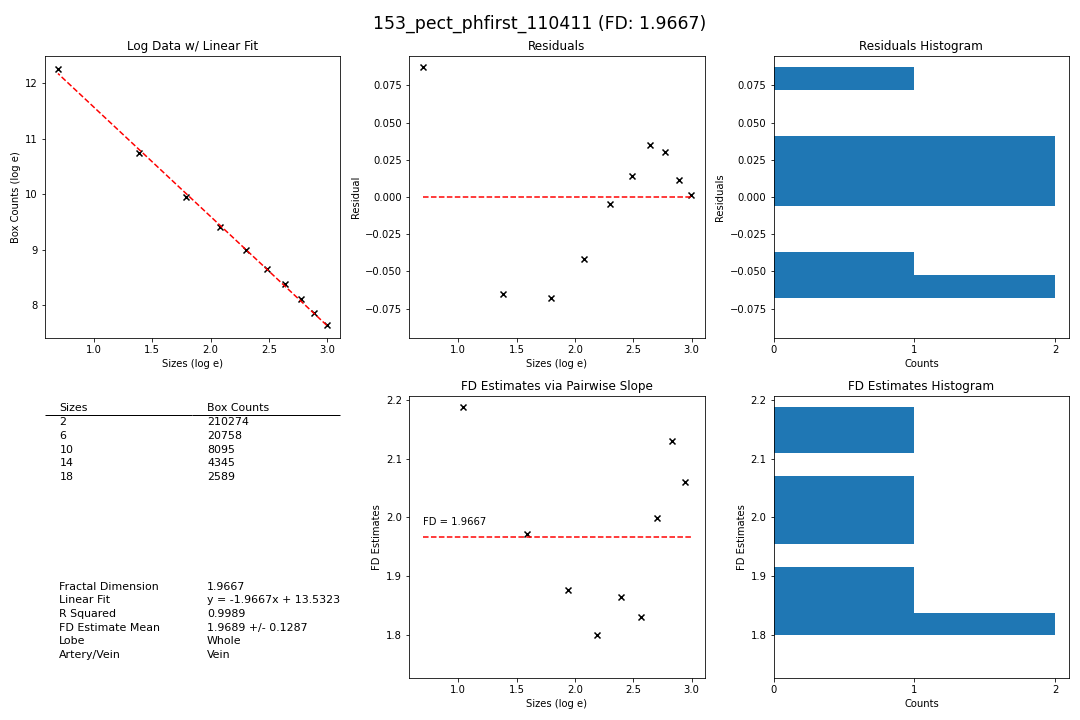 153_pect_phfirst_110411 (FD: 1.9667)
Log Data w/ Linear Fit
Box Counts (log e)
12
11
10
9
8
1.0 1.5 2.0 2.5 3.0
Sizes (log e)
Residuals
Residual
0.075
0.050
0.025
0.000
−0.025
−0.050
−0.075
1.0 1.5 2.0 2.5 3.0
Sizes (log e)
Residuals Histogram
Residuals
0.075
0.050
0.025
0.000
−0.025
−0.050
−0.075
0 1 2
Counts
Sizes Box Counts
2 210274
6 20758
10 8095
14 4345
18 2589
Fractal Dimension 1.9667
Linear Fit y = -1.9667x + 13.5323
R Squared 0.9989
FD Estimate Mean 1.9689 +/- 0.1287
Lobe Whole
Artery/Vein Vein
FD Estimates via Pairwise Slope
FD Estimates
2.2
2.1
2.0
1.9
1.8
FD = 1.9667
1.0 1.5 2.0 2.5 3.0
Sizes (log e)
FD Estimates Histogram
FD Estimates
2.2
2.1
2.0
1.9
1.8
0 1 2
Counts